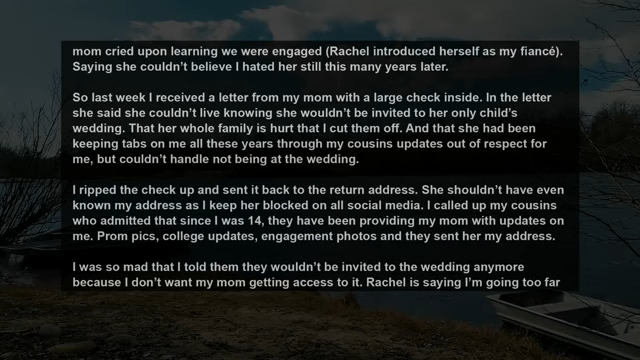 mom cried upon learning we were engaged (Rachel introduced herself as my fiancé).
Saying she couldn’t believe I hated her still this many years later.
So last week I received a letter from my mom with a large check inside. In the letter
she said she couldn’t live knowing she wouldn’t be invited to her only child’s
wedding. That her whole family is hurt that I cut them off. And that she had been
keeping tabs on me all these years through my cousins updates out of respect for
me, but couldn’t handle not being at the wedding.
I ripped the check up and sent it back to the return address. She shouldn’t have even
known my address as I keep her blocked on all social media. I called up my cousins
who admitted that since I was 14, they have been providing my mom with updates on
me. Prom pics, college updates, engagement photos and they sent her my address.
I was so mad that I told them they wouldn’t be invited to the wedding anymore
because I don’t want my mom getting access to it. Rachel is saying I’m going too far